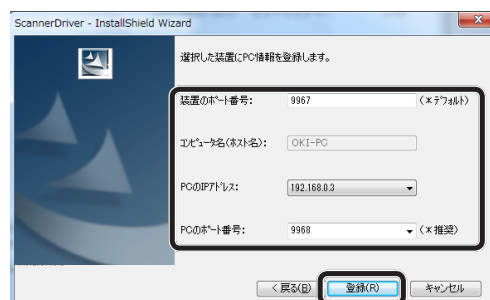 ScannerDriver - InstallShield Wizard
選択した装置にPC情報を登録します。
装置のポート番号: 9967 (*デフォルト)
コンピュータ名(ホスト名): OKI-PC
PCのIPアドレス: 192.168.0.3
PCのポート番号: 9968 (*推奨)
< 戻る(B) 登録(R) キャンセル